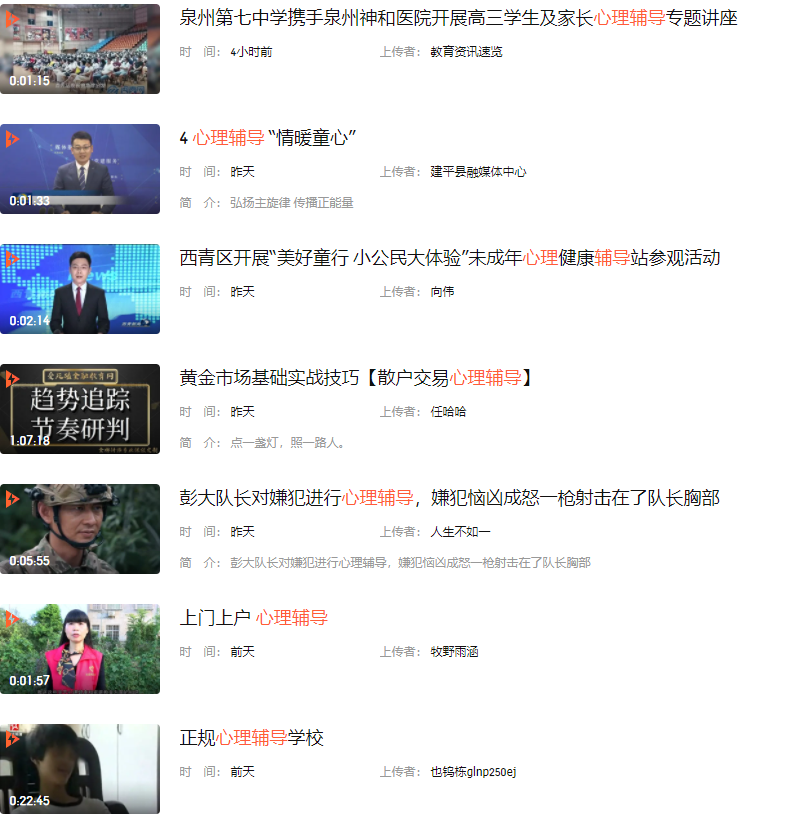 泉州第七中学携手泉州神和医院开展高三学生及家长心理辅导专题讲座
时 间： 4小时前 上传者： 教育资讯速览
0:01:15
4 心理辅导 “情暖童心”
时 间： 昨天 上传者： 建平县融媒体中心
简 介： 弘扬主旋律 传播正能量
0:01:33
西青区开展“美好童行 小公民大体验”未成年心理健康辅导站参观活动
时 间： 昨天 上传者： 向伟
0:02:14
黄金市场基础实战技巧【散户交易心理辅导】
时 间： 昨天 上传者： 任哈哈
简 介： 点一盏灯，照一路人。
趋势追踪
节奏研判
1:07:18
彭大队长对嫌犯进行心理辅导，嫌犯恼凶成怒一枪射击在了队长胸部
时 间： 昨天 上传者： 人生不如一
简 介： 彭大队长对嫌犯进行心理辅导，嫌犯恼凶成怒一枪射击在了队长胸部
0:05:55
上门上户 心理辅导
时 间： 前天 上传者： 牧野雨涵
0:01:57
正规心理辅导学校
时 间： 前天 上传者： 也钨栋glnp250ej
0:22:45